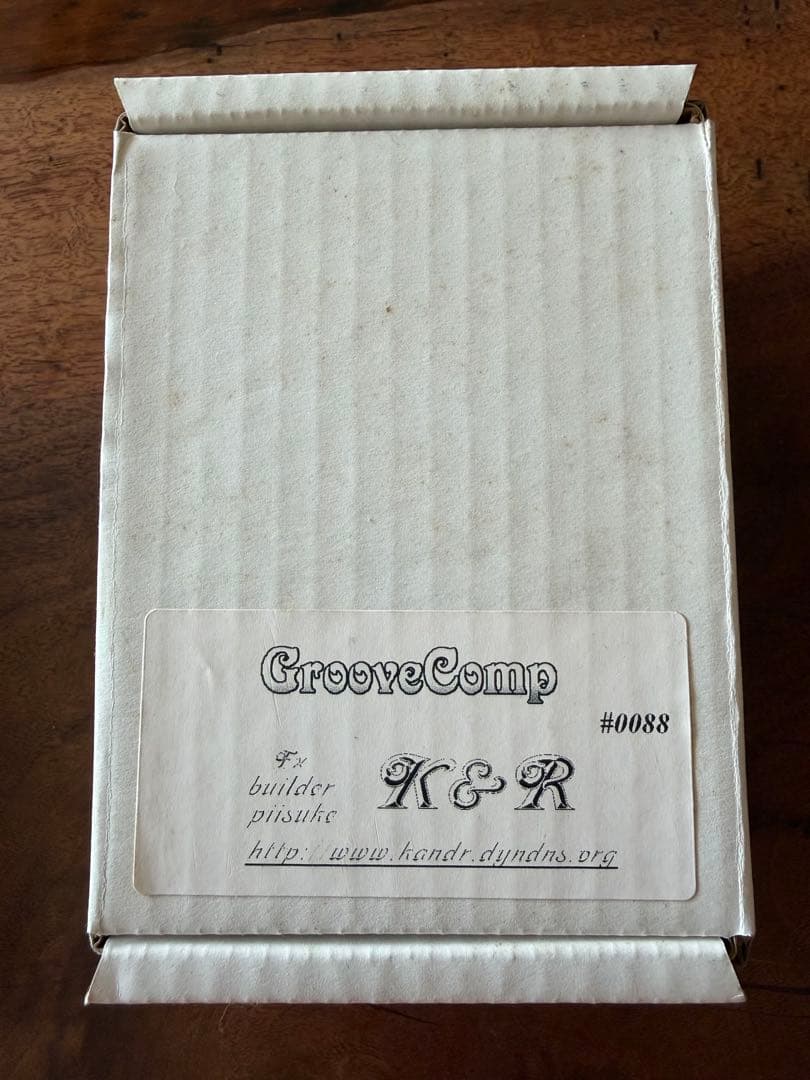 GrooveComp
#0088
Fx
builder
piisuke
K & R
http://www.kandr.dyndns.org